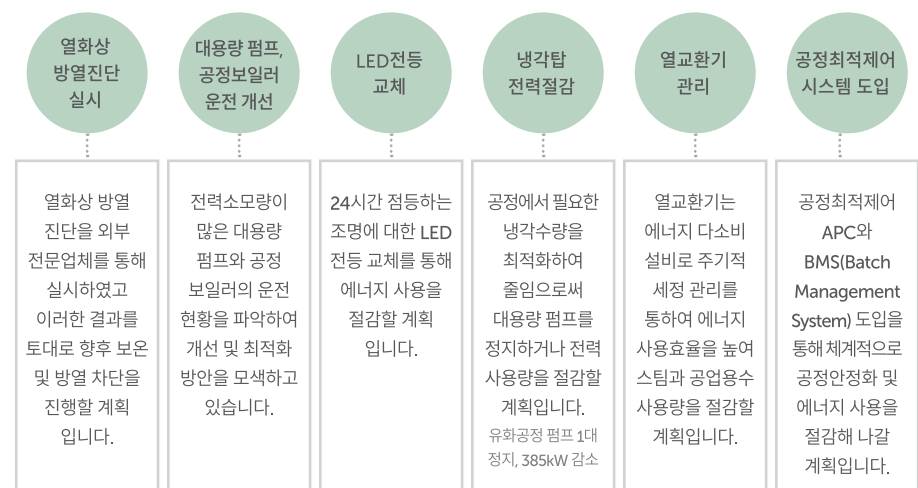 열화상
방열진단
실시
대용량 펌프,
공정보일러
운전 개선
LED전등
교체
냉각탑
전력절감
열교환기
관리
공정최적제어
시스템 도입
열화상 방열
진단을 외부
전문업체를 통해
실시하였고
이러한 결과를
토대로 향후 보온
및 방열 차단을
진행할 계획
입니다.
전력소모량이
많은 대용량
펌프와 공정
보일러의 운전
현황을 파악하여
개선 및 최적화
방안을 모색하고
있습니다.
24시간 점등하는
조명에 대한 LED
전등 교체를 통해
에너지 사용을
절감할 계획
입니다.
공정에서 필요한
냉각수량을
최적화하여
줄임으로써
대용량 펌프를
정지하거나 전력
사용량을 절감할
계획입니다.
유화공정 펌프 1대
정지, 385kW 감소
열교환기는
에너지 다소비
설비로 주기적
세정 관리를
통하여 에너지
사용효율을 높여
스팀과 공업용수
사용량을 절감할
계획입니다.
공정최적제어
APC와
BMS(Batch
Management
System) 도입을
통해 체계적으로
공정안정화 및
에너지 사용을
절감해 나갈
계획입니다.